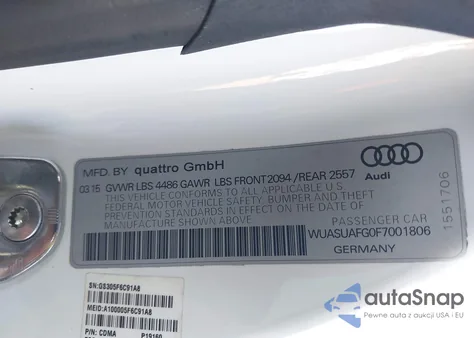 MFD. BY quattro GmbH
03.15 GVWR LBS 4486 GAWR LBS FRONT 2094 / REAR 2557
THIS VEHICLE CONFORMS TO ALL APPLICABLE U.S.
FEDERAL MOTOR VEHICLE SAFETY, BUMPER AND THEFT
PREVENTION STANDARDS IN EFFECT ON THE DATE OF
MANUFACTURE SHOWN ABOVE.
PASSENGER CAR
WUASUAFG0F7001806
GERMANY
Audi
1551706
SN:GS305F6C91A8
MEID:A100005F6C91A8
P/N: CDMA P19160
autoSnap
Pewne auta z aukcji USA - EU